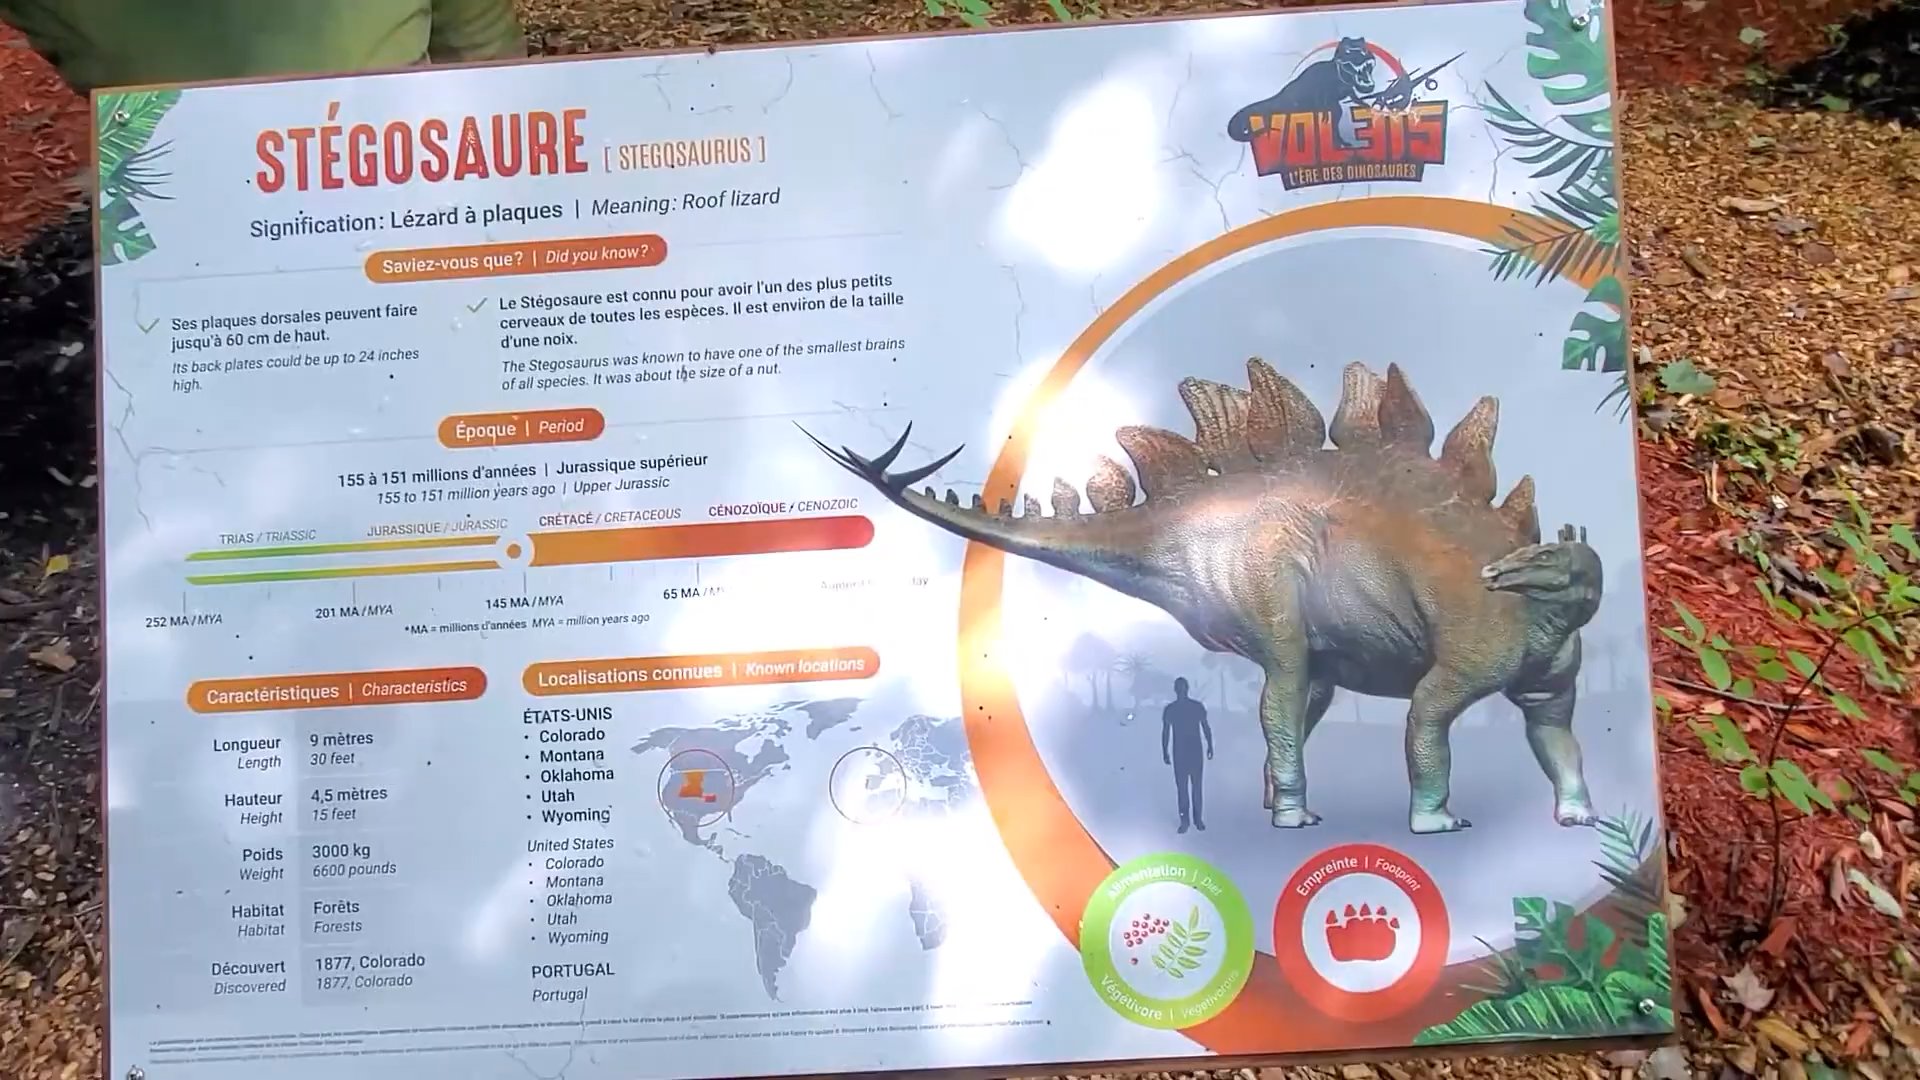 STÉGOSAURE [ STEGOSAURUS ]
Signification: Lézard à plaques | Meaning: Roof lizard
VOL 315
L'ÈRE DES DINOSAURES
Saviez-vous que? | Did you know?
Ses plaques dorsales peuvent faire
jusqu'à 60 cm de haut.
Its back plates could be up to 24 inches
high.
Le Stégosaure est connu pour avoir l'un des plus petits
cerveaux de toutes les espèces. Il est environ de la taille
d'une noix.
The Stegosaurus was known to have one of the smallest brains
of all species. It was about the size of a nut.
Époque | Period
155 à 151 millions d'années | Jurassique supérieur
155 to 151 million years ago | Upper Jurassic
TRIAS / TRIASSIC
JURASSIQUE / JURASSIC
CRÉTACÉ / CRETACEOUS
CÉNOZOÏQUE / CENOZOIC
252 MA / MYA
201 MA / MYA
145 MA / MYA
65 MA /
*MA = millions d'années MYA = million years ago
Caractéristiques | Characteristics
Longueur 9 mètres
Length 30 feet
Hauteur 4,5 mètres
Height 15 feet
Poids 3000 kg
Weight 6600 pounds
Habitat Forêts
Habitat Forests
Découvert 1877, Colorado
Discovered 1877, Colorado
Localisations connues | Known locations
ÉTATS-UNIS
• Colorado
• Montana
• Oklahoma
• Utah
• Wyoming
United States
• Colorado
• Montana
• Oklahoma
• Utah
• Wyoming
PORTUGAL
Portugal
Alimentation | Diet
Végétivore | Vegetivorous
Empreinte | Footprint